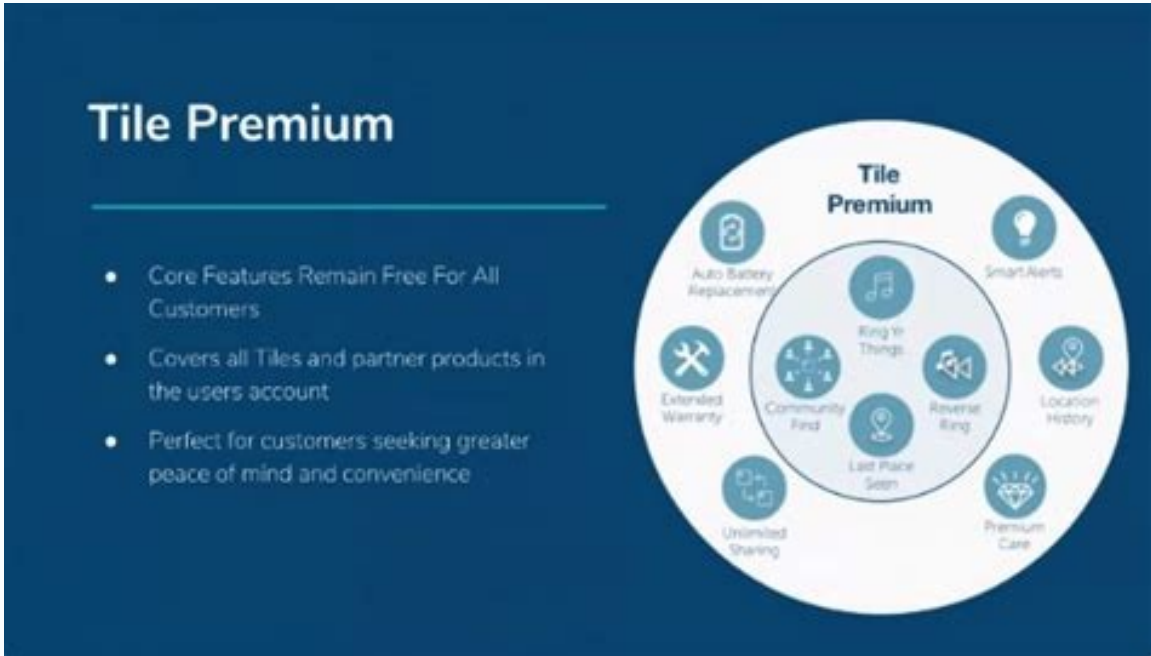 Tile Premium
Core Features Remain Free For All
Customers
Covers all Tiles and partner products in
the users account
Perfect for customers seeking greater
peace of mind and convenience
Tile
Premium
Auto Battery
Replacement
Smart Alerts
Ring Yr
Things
Extended
Warranty
Community
Find
Reverse
Ring
Location
History
Last Place
Seen
Unlimited
Sharing
Premium
Care